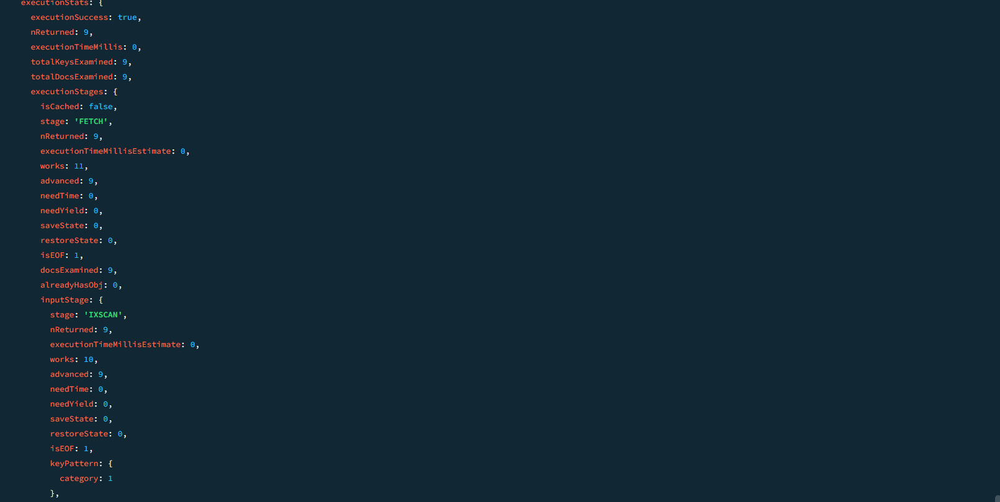 executionStats: {
executionSuccess: true,
nReturned: 9,
executionTimeMillis: 0,
totalKeysExamined: 9,
totalDocsExamined: 9,
executionStages: {
isCached: false,
stage: 'FETCH',
nReturned: 9,
executionTimeMillisEstimate: 0,
works: 11,
advanced: 9,
needTime: 0,
needYield: 0,
saveState: 0,
restoreState: 0,
isEOF: 1,
docsExamined: 9,
alreadyHasObj: 0,
inputStage: {
stage: 'IXSCAN',
nReturned: 9,
executionTimeMillisEstimate: 0,
works: 10,
advanced: 9,
needTime: 0,
needYield: 0,
saveState: 0,
restoreState: 0,
isEOF: 1,
keyPattern: {
category: 1
},